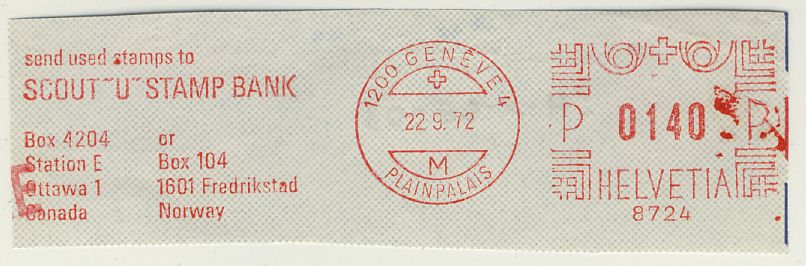 send used stamps to
SCOUT "U" STAMP BANK
Box 4204 or
Station E Box 104
Ottawa 1 1601 Fredrikstad
Canada Norway
E
1200 GENÈVE 4
22.9.72
M
PLAINPALAIS
P 0140 P
HELVETIA
8724